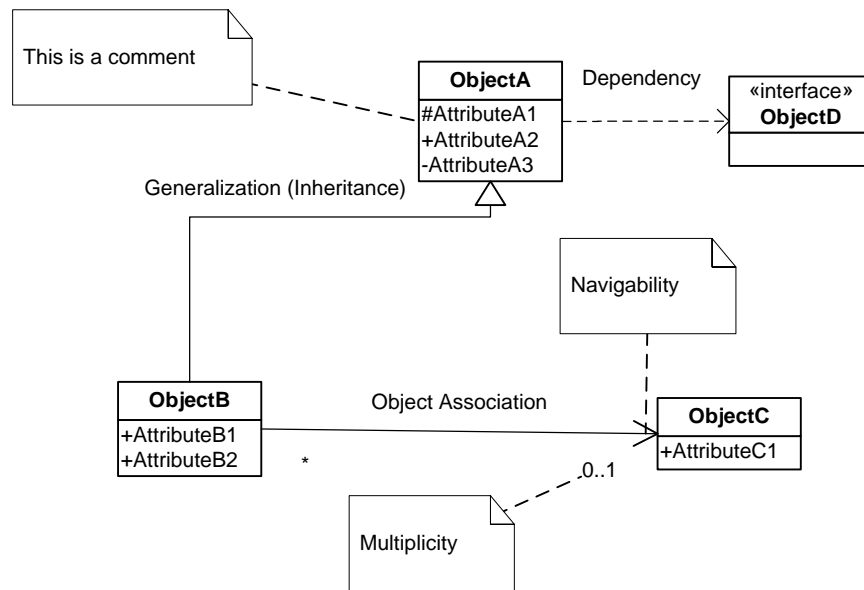 This is a comment
ObjectA
#AttributeA1
+AttributeA2
-AttributeA3
Dependency
«interface»
ObjectD
Generalization (Inheritance)
Navigability
ObjectB
+AttributeB1
+AttributeB2
Object Association
*
ObjectC
+AttributeC1
0..1
Multiplicity